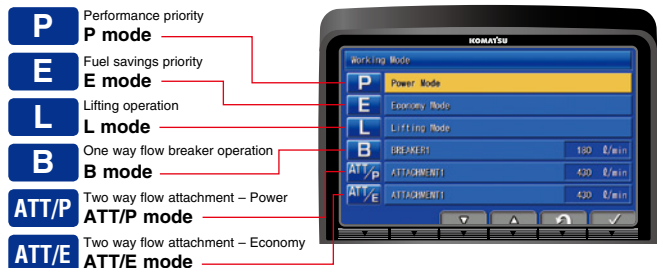 P
Performance priority
P mode
E
Fuel savings priority
E mode
L
Lifting operation
L mode
B
One way flow breaker operation
B mode
ATT/P
Two way flow attachment – Power
ATT/P mode
ATT/E
Two way flow attachment – Economy
ATT/E mode
KOMATSU
Working Mode
P Power Mode
E Economy Mode
L Lifting Mode
B BREAKER1 180 ℓ/min
ATT/P ATTACHMENT1 430 ℓ/min
ATT/E ATTACHMENT1 430 ℓ/min